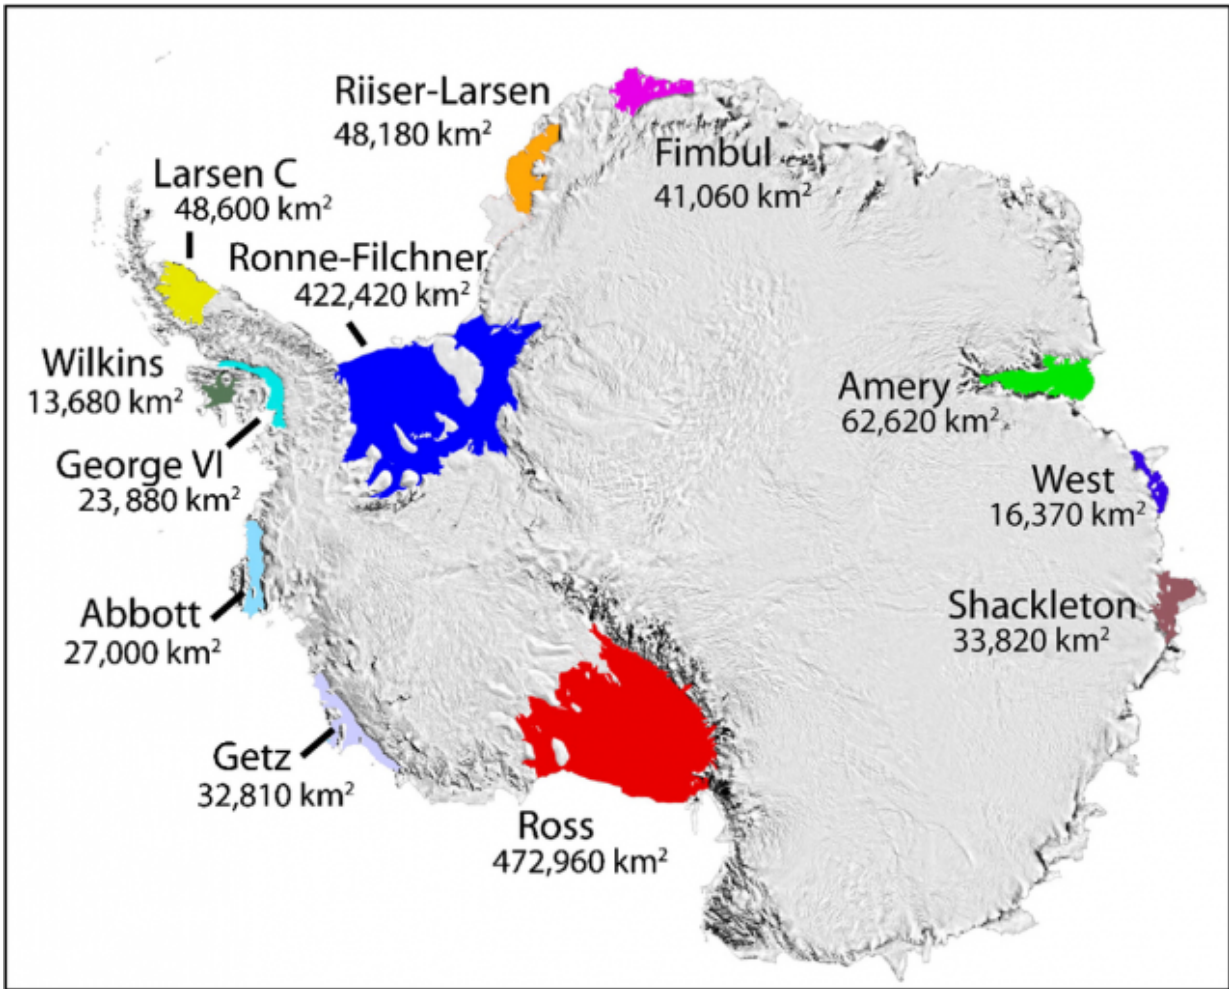 Riiser-Larsen
48,180 km²
Fimbul
41,060 km²
Larsen C
48,600 km²
Ronne-Filchner
422,420 km²
Wilkins
13,680 km²
Amery
62,620 km²
George VI
23,880 km²
West
16,370 km²
Abbott
27,000 km²
Shackleton
33,820 km²
Getz
32,810 km²
Ross
472,960 km²